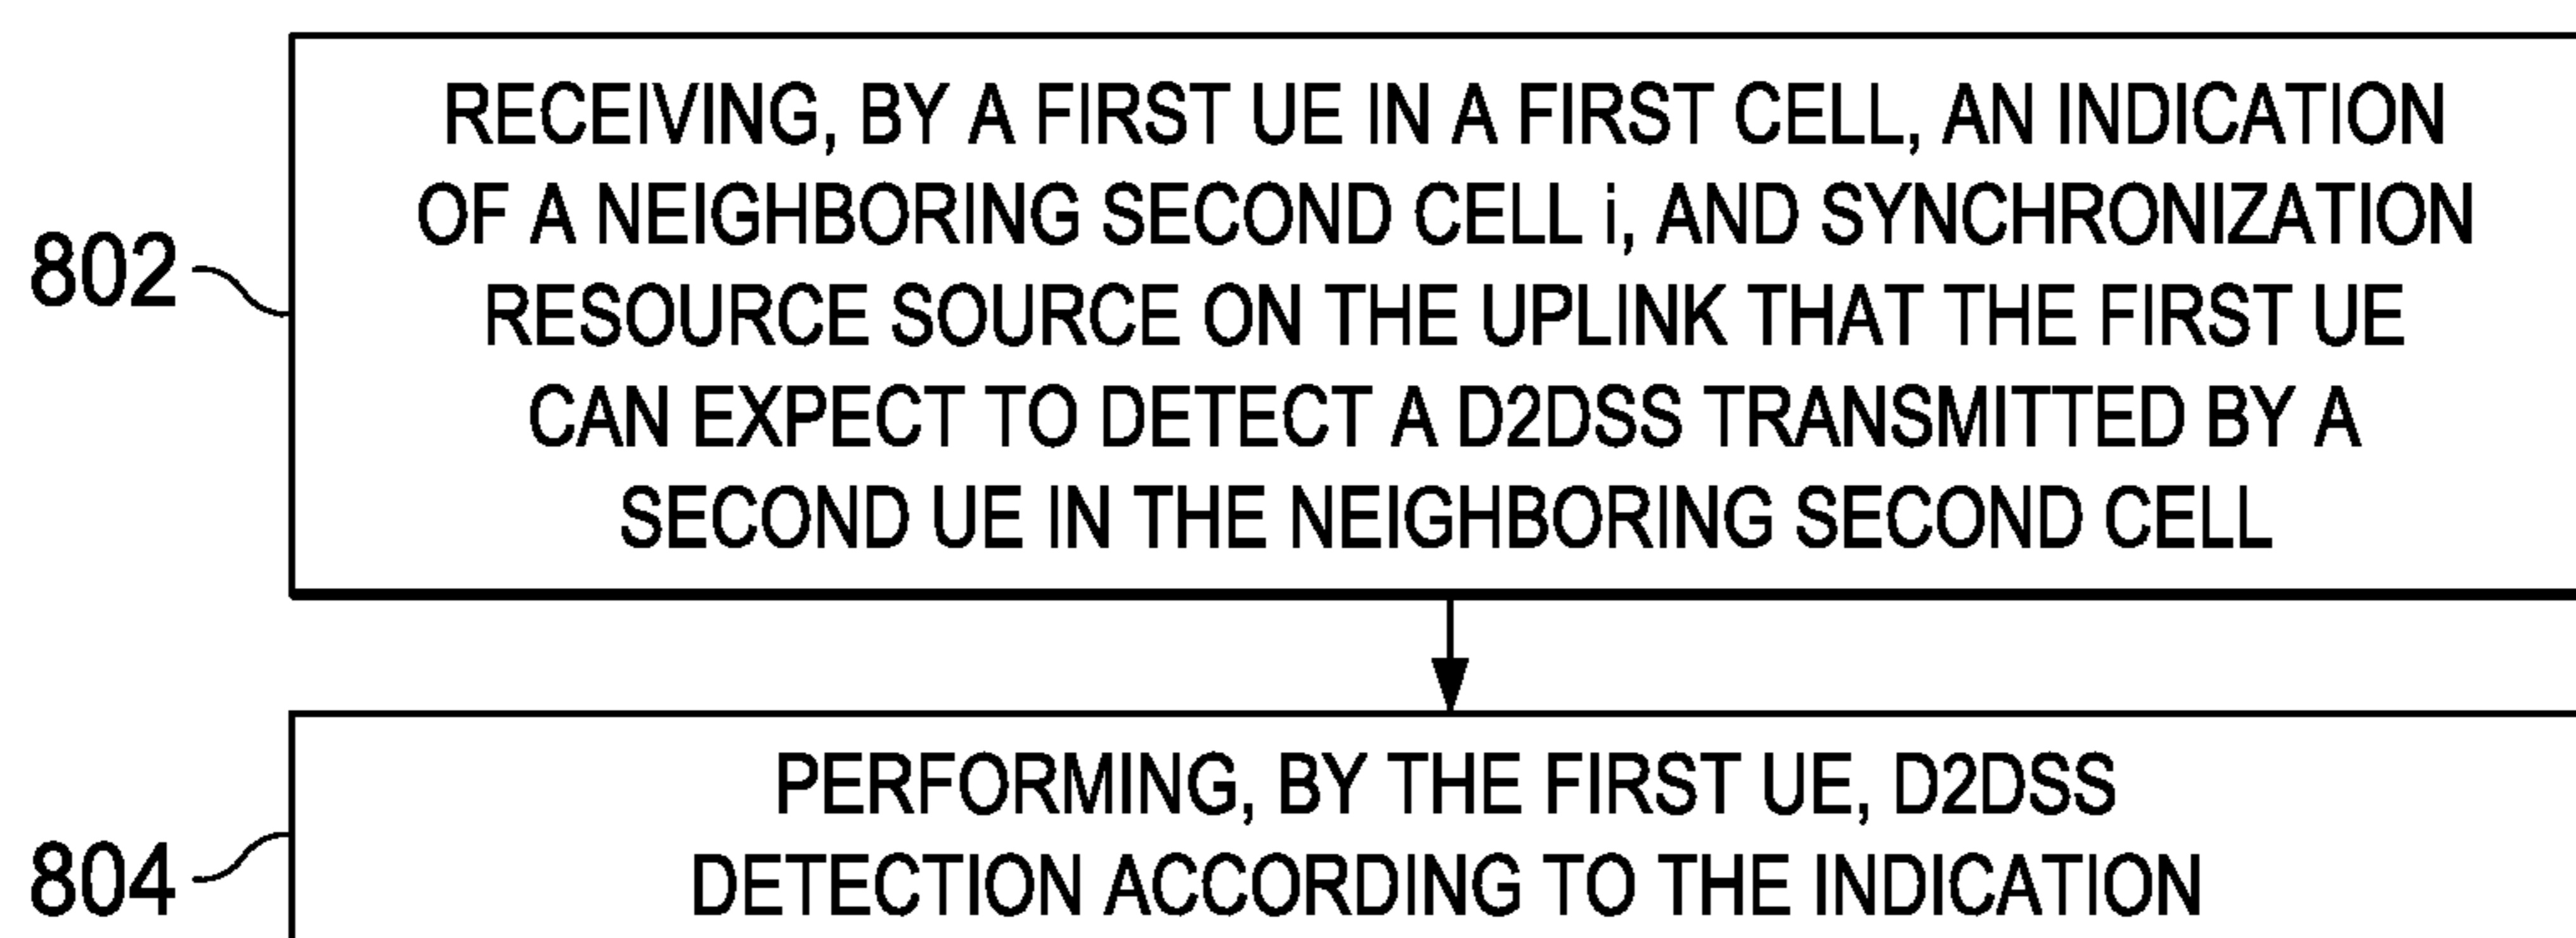 RECEIVING, BY A FIRST UE IN A FIRST CELL, AN INDICATION
OF A NEIGHBORING SECOND CELL i, AND SYNCHRONIZATION
802
RESOURCE SOURCE ON THE UPLINK THAT THE FIRST UE
CAN EXPECT TO DETECT A D2DSS TRANSMITTED BY A
SECOND UE IN THE NEIGHBORING SECOND CELL
PERFORMING, BY THE FIRST UE, D2DSS
804
DETECTION ACCORDING TO THE INDICATION